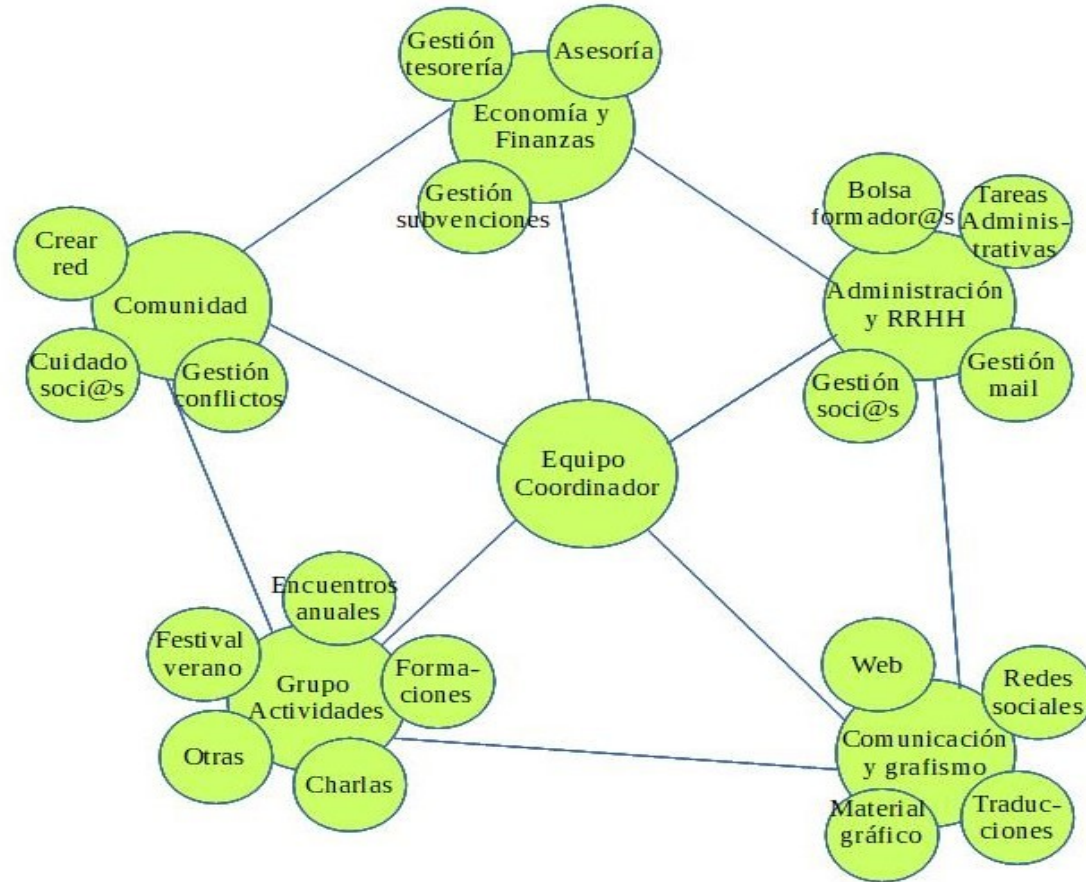 Gestión
tesorería
Asesoría
Economía y
Finanzas
Gestión
subvenciones
Bolsa
formador@s
Tareas
Adminis-
trativas
Administración
y RRHH
Gestión
soci@s
Gestión
mail
Crear
red
Comunidad
Cuidado
soci@s
Gestión
conflictos
Equipo
Coordinador
Encuentros
anuales
Festival
verano
Forma-
ciones
Grupo
Actividades
Otras
Charlas
Web
Redes
sociales
Comunicación
y grafismo
Material
gráfico
Traduc-
ciones